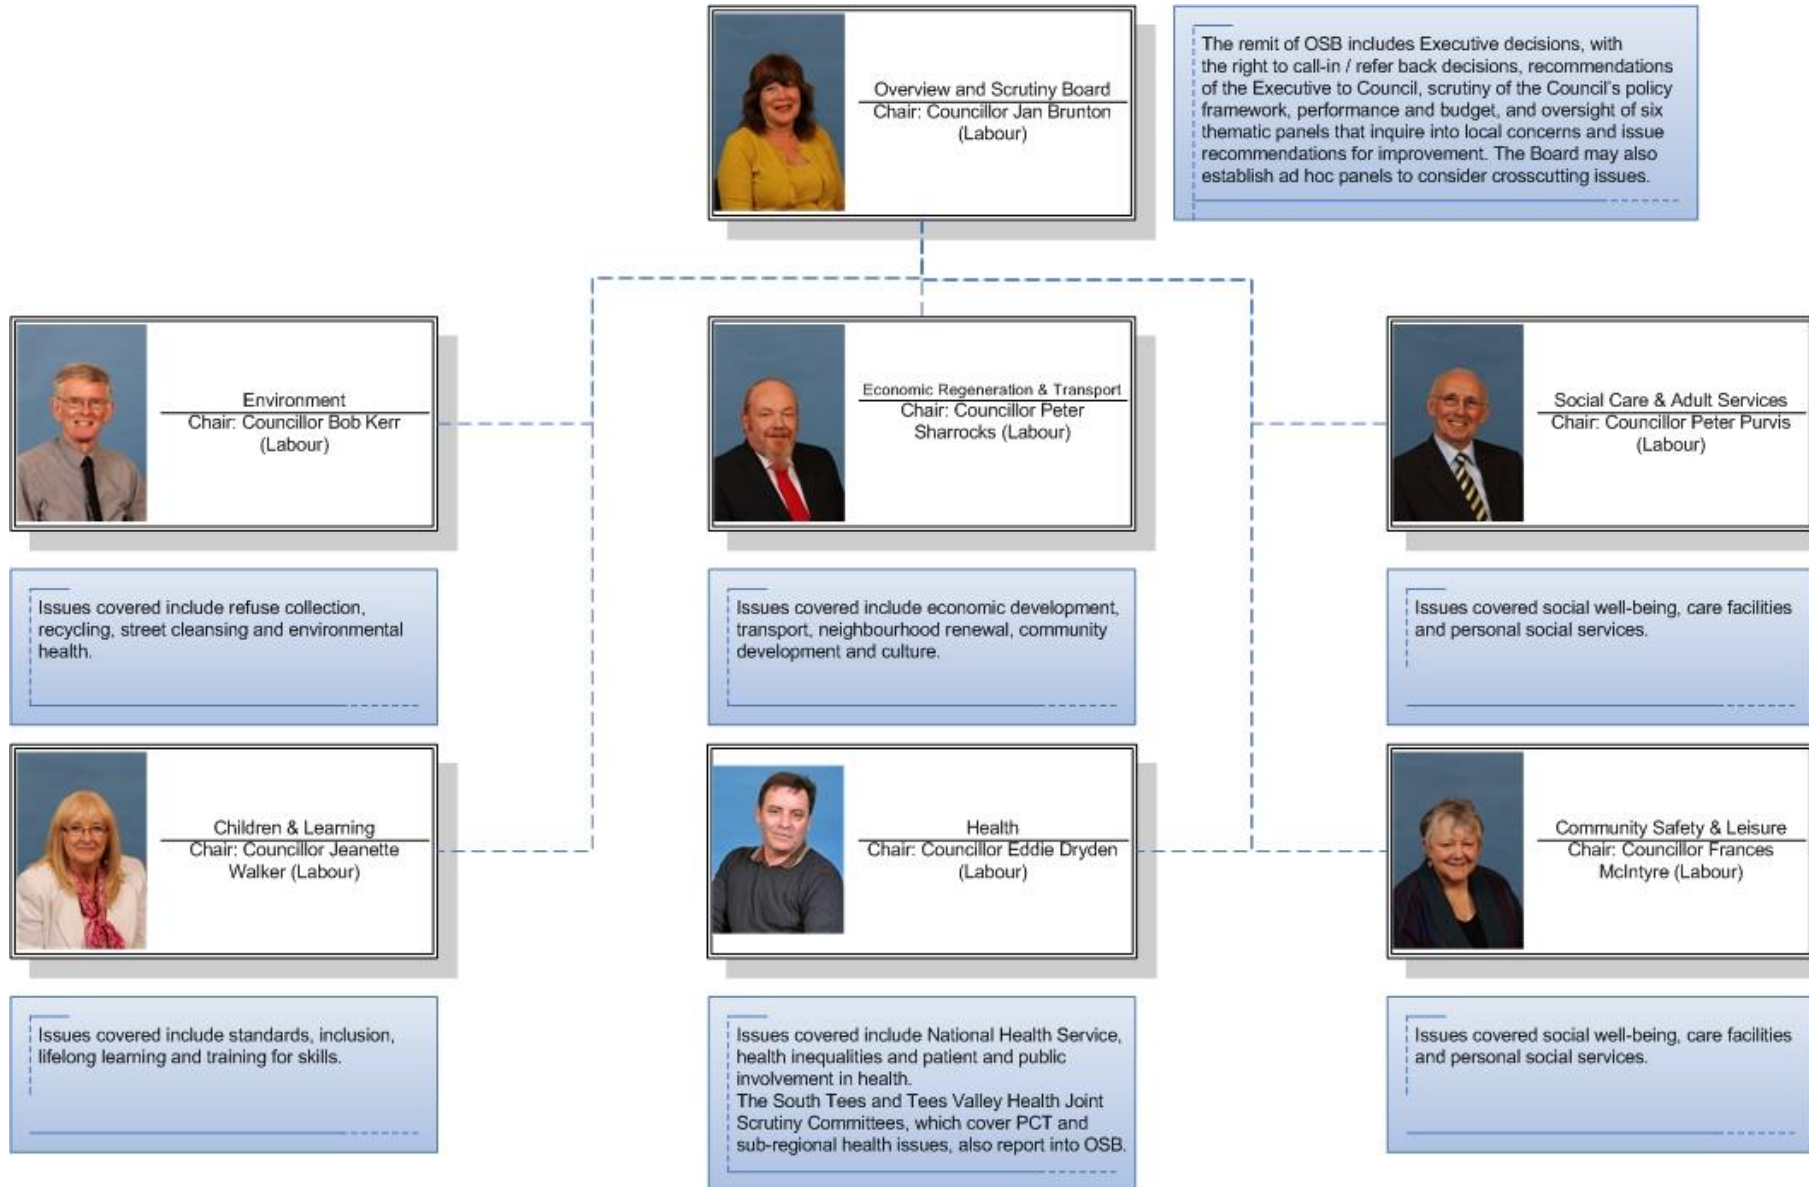 Overview and Scrutiny Board
Chair: Councillor Jan Brunton
(Labour)
The remit of OSB includes Executive decisions, with
the right to call-in / refer back decisions, recommendations
of the Executive to Council, scrutiny of the Council's policy
framework, performance and budget, and oversight of six
thematic panels that inquire into local concerns and issue
recommendations for improvement. The Board may also
establish ad hoc panels to consider crosscutting issues.
Environment
Chair: Councillor Bob Kerr
(Labour)
Economic Regeneration & Transport
Chair: Councillor Peter
Sharrocks (Labour)
Social Care & Adult Services
Chair: Councillor Peter Purvis
(Labour)
Issues covered include refuse collection,
recycling, street cleansing and environmental
health.
Issues covered include economic development,
transport, neighbourhood renewal, community
development and culture.
Issues covered social well-being, care facilities
and personal social services.
Children & Learning
Chair: Councillor Jeanette
Walker (Labour)
Health
Chair: Councillor Eddie Dryden
(Labour)
Community Safety & Leisure
Chair: Councillor Frances
McIntyre (Labour)
Issues covered include standards, inclusion,
lifelong learning and training for skills.
Issues covered include National Health Service,
health inequalities and patient and public
involvement in health.
The South Tees and Tees Valley Health Joint
Scrutiny Committees, which cover PCT and
sub-regional health issues, also report into OSB.
Issues covered social well-being, care facilities
and personal social services.